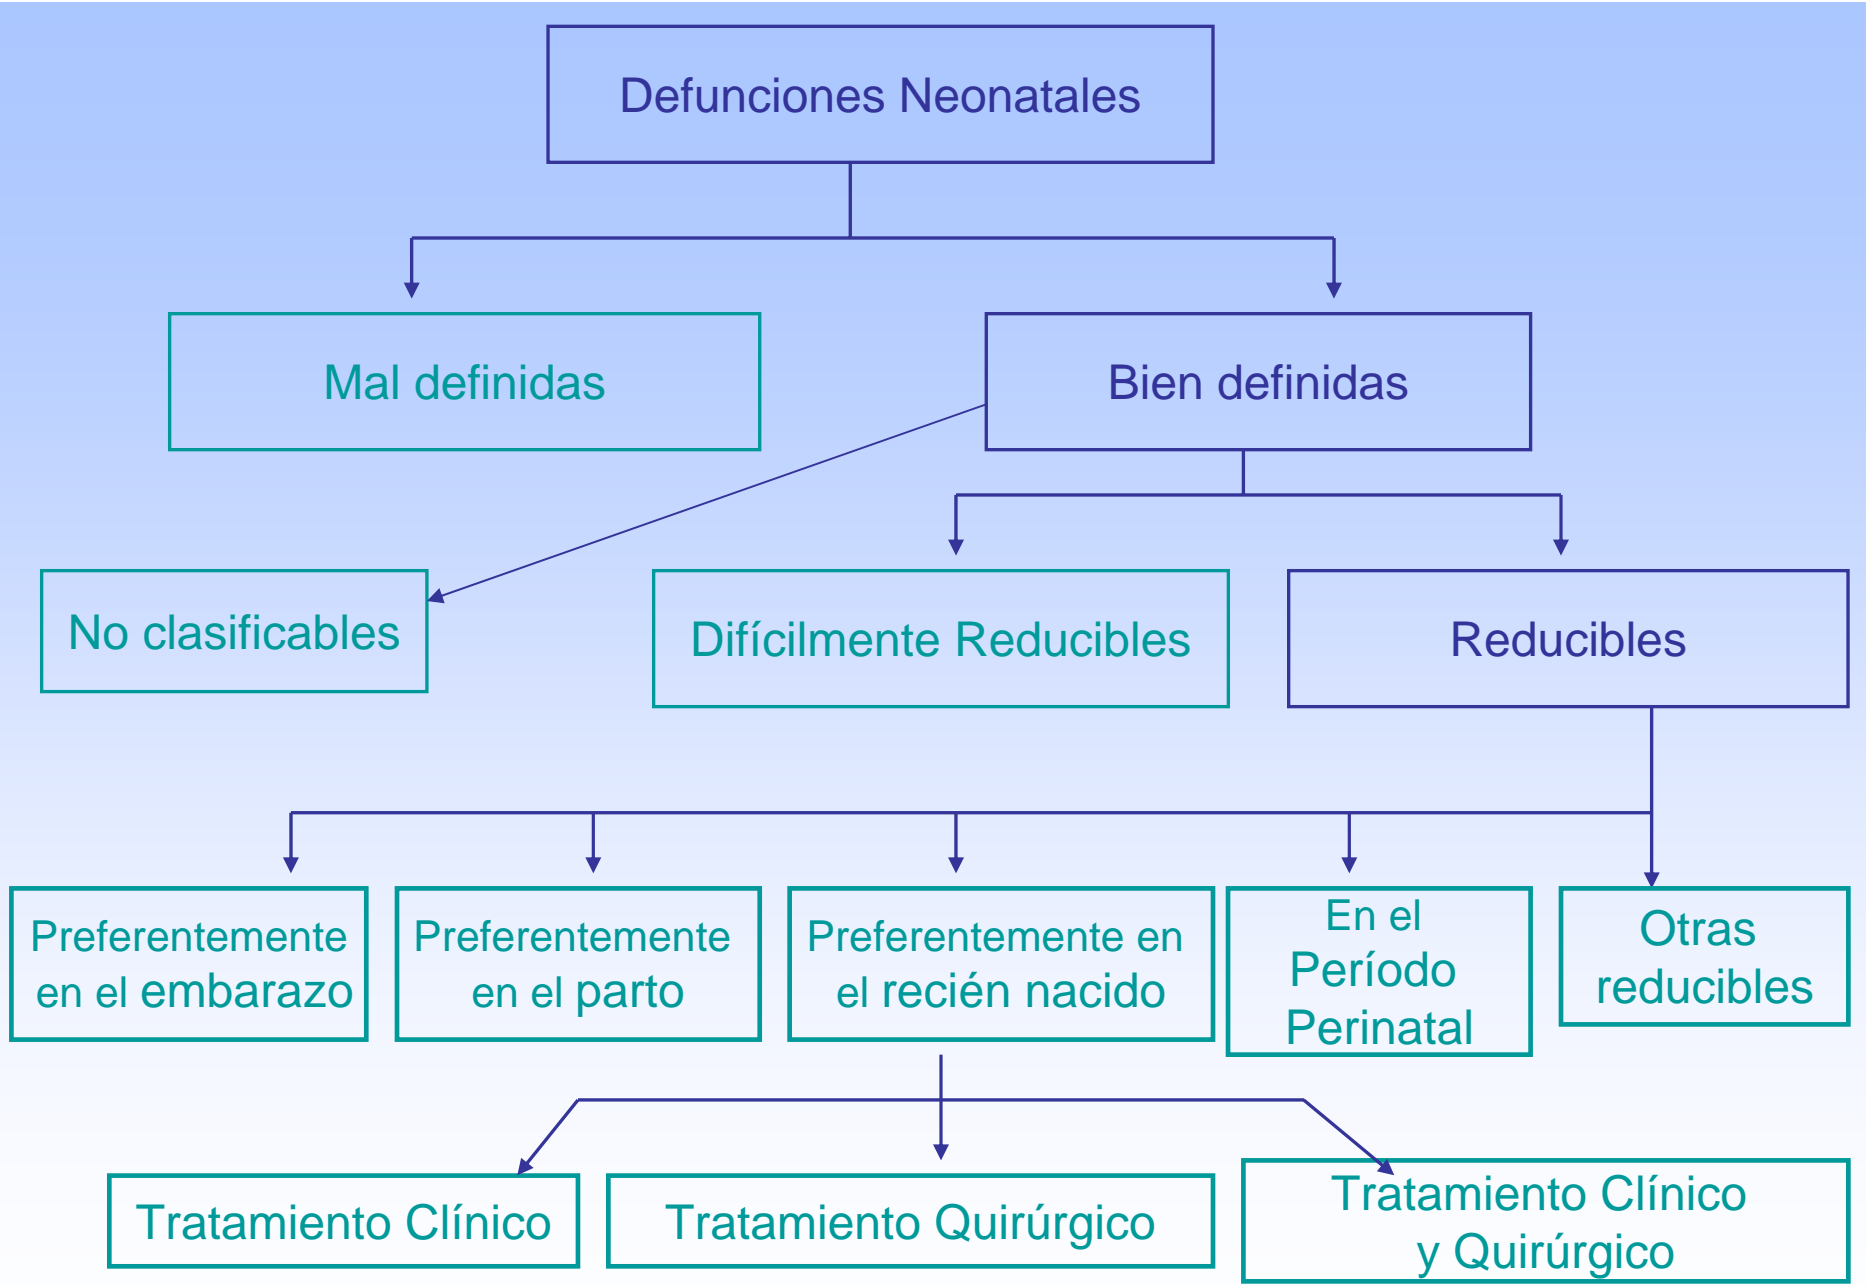 Defunciones Neonatales
Mal definidas
Bien definidas
No clasificables
Difícilmente Reducibles
Reducibles
Preferentemente
en el embarazo
Preferentemente
en el parto
Preferentemente en
el recién nacido
En el
Período
Perinatal
Otras
reducibles
Tratamiento Clínico
Tratamiento Quirúrgico
Tratamiento Clínico
y Quirúrgico